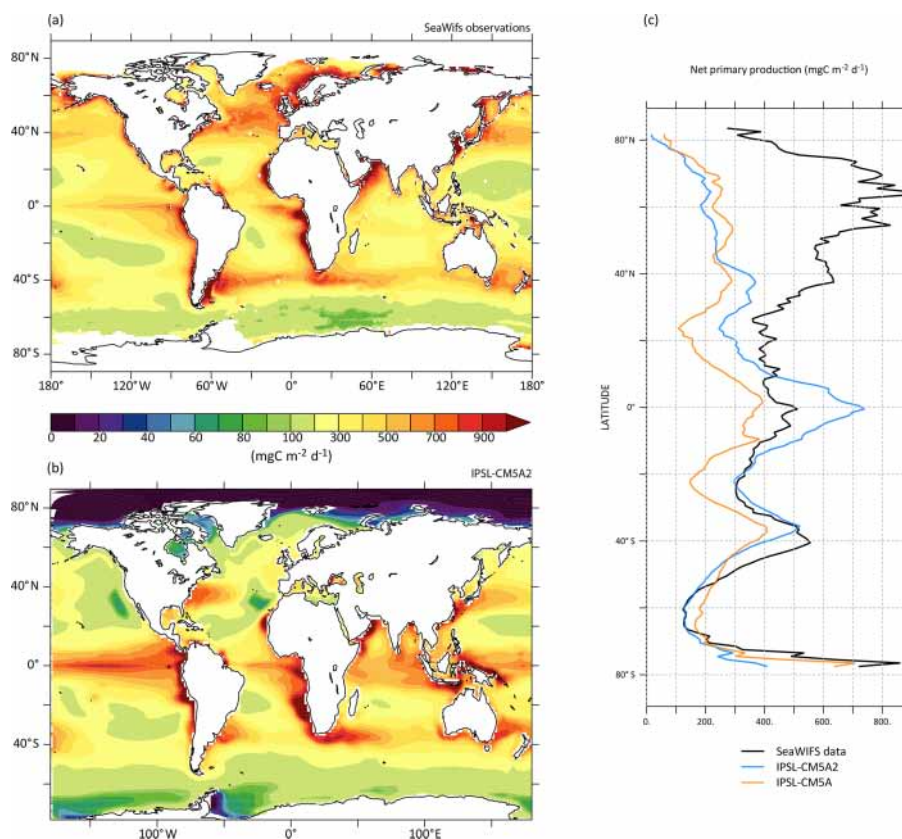 (a)
SeaWifs observations
80°N
40°N
0°
40°S
80°S
180° 120°W 60°W 0° 60°E 120°E 180°
0 20 40 60 80 100 300 500 700 900
(mgC m⁻² d⁻¹)
(b)
IPSL-CM5A2
80°N
40°N
0°
40°S
100°W 0° 100°E
(c)
Net primary production (mgC m⁻² d⁻¹)
80°N
40°N
0°
40°S
80°S
LATITUDE
0. 200. 400. 600. 800.
SeaWIFS data
IPSL-CM5A2
IPSL-CM5A